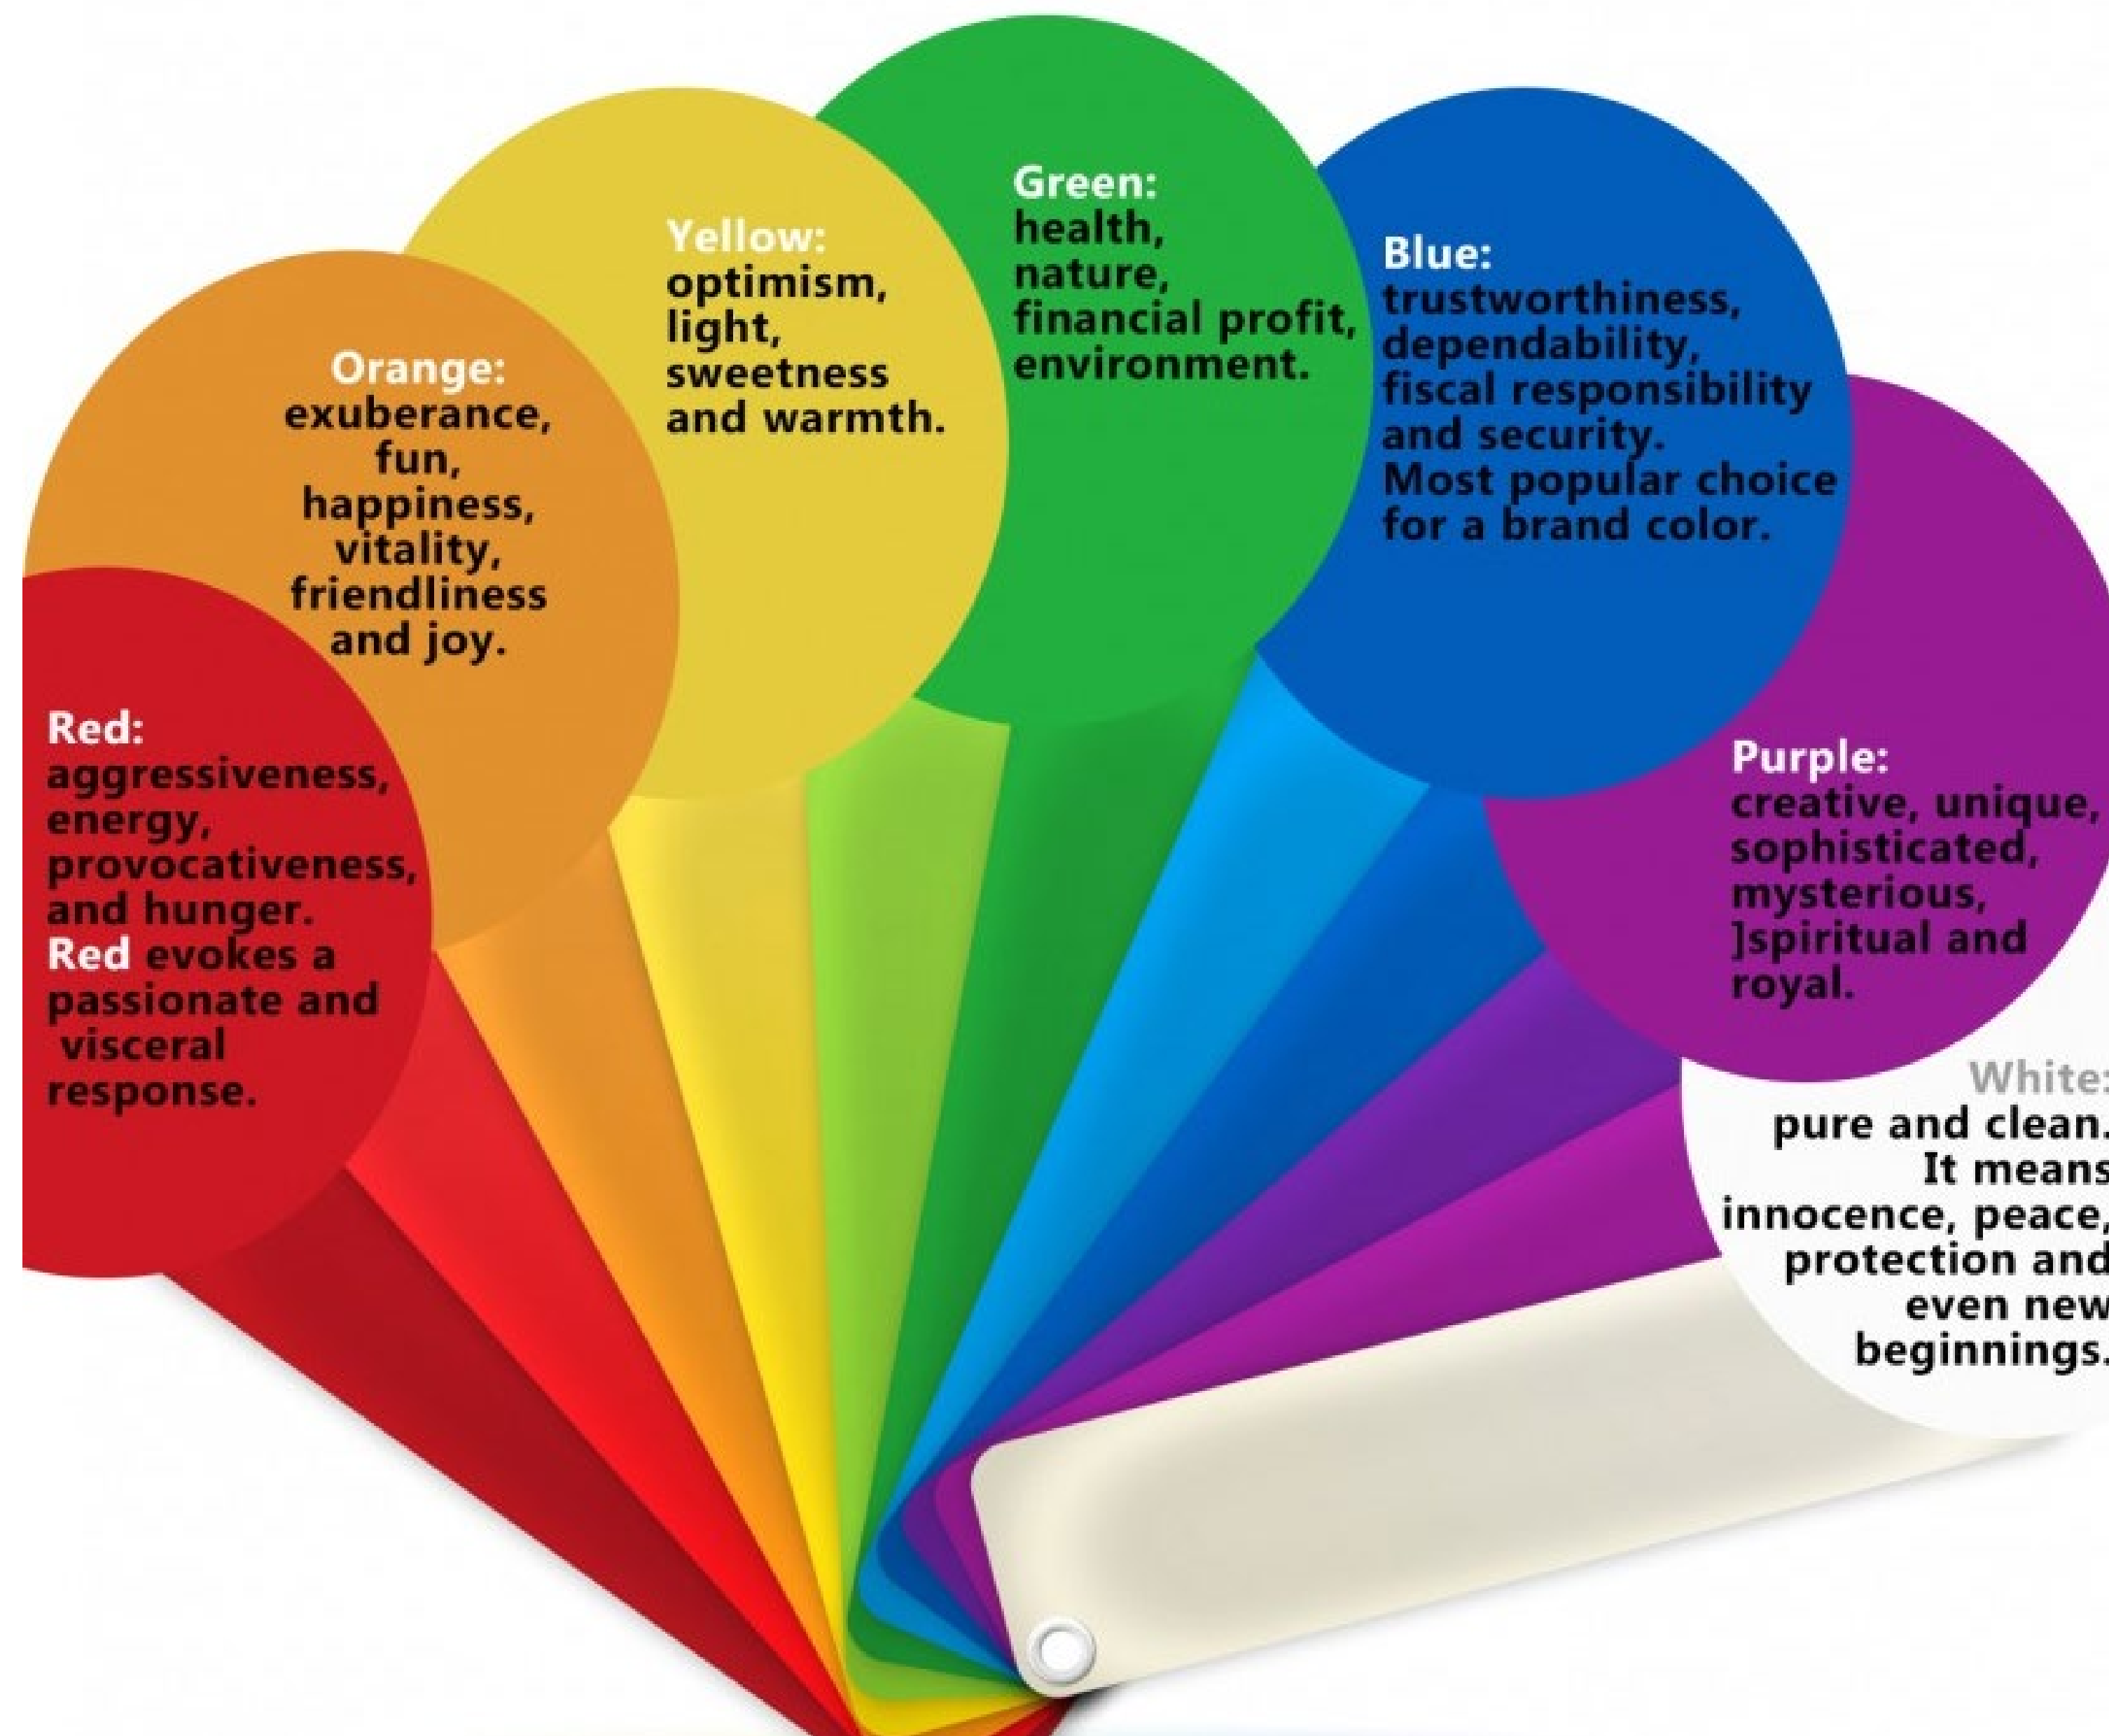 Red:
aggressiveness,
energy,
provocativeness,
and hunger.
Red evokes a
passionate and
visceral
response.
Orange:
exuberance,
fun,
happiness,
vitality,
friendliness
and joy.
Yellow:
optimism,
light,
sweetness
and warmth.
Green:
health,
nature,
financial profit,
environment.
Blue:
trustworthiness,
dependability,
fiscal responsibility
and security.
Most popular choice
for a brand color.
Purple:
creative, unique,
sophisticated,
mysterious,
]spiritual and
royal.
White:
pure and clean.
It means
innocence, peace,
protection and
even new
beginnings.